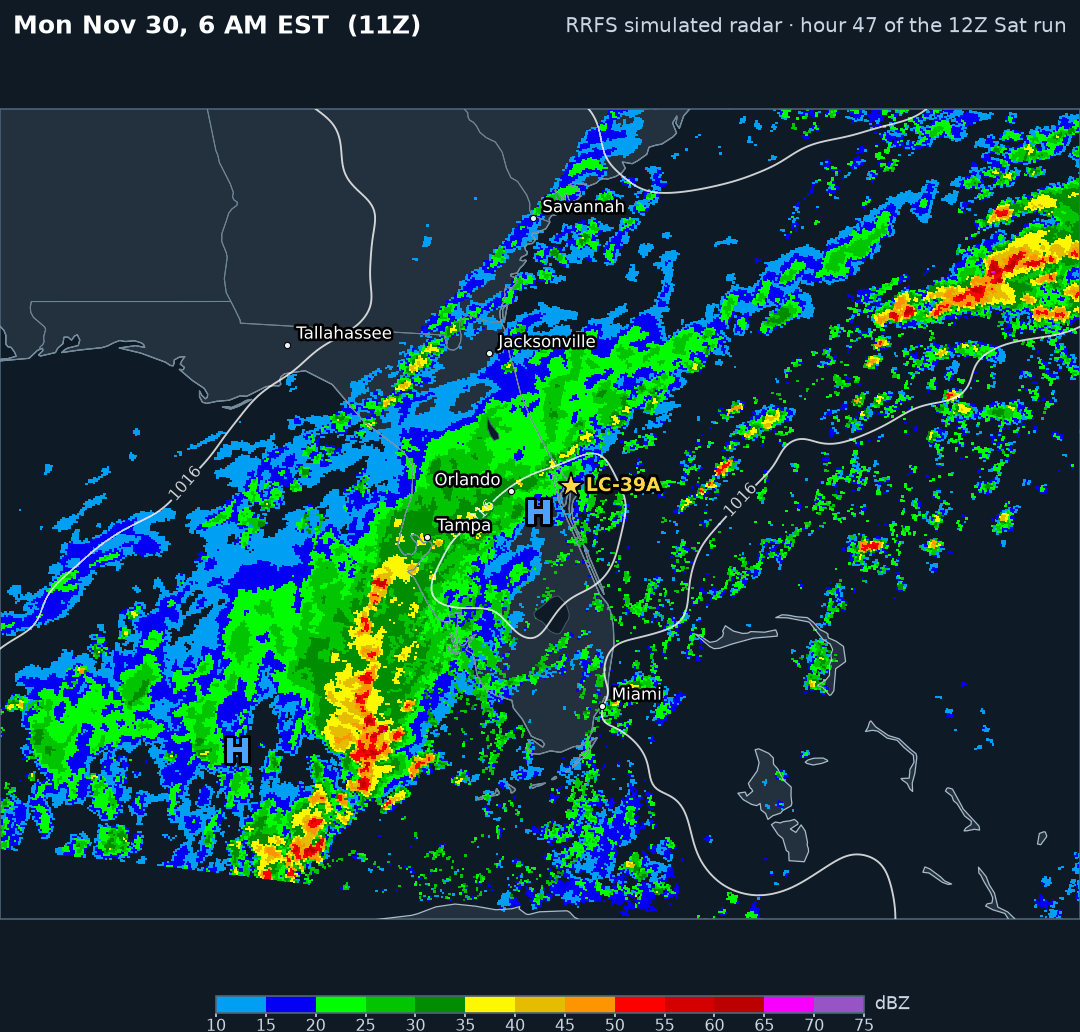 Mon Nov 30, 6 AM EST  (11Z)
RRFS simulated radar · hour 47 of the 12Z Sat run
Savannah
Tallahassee
Jacksonville
1016
Orlando
LC-39A
1016
H
Tampa
Miami
H
dBZ
10 15 20 25 30 35 40 45 50 55 60 65 70 75